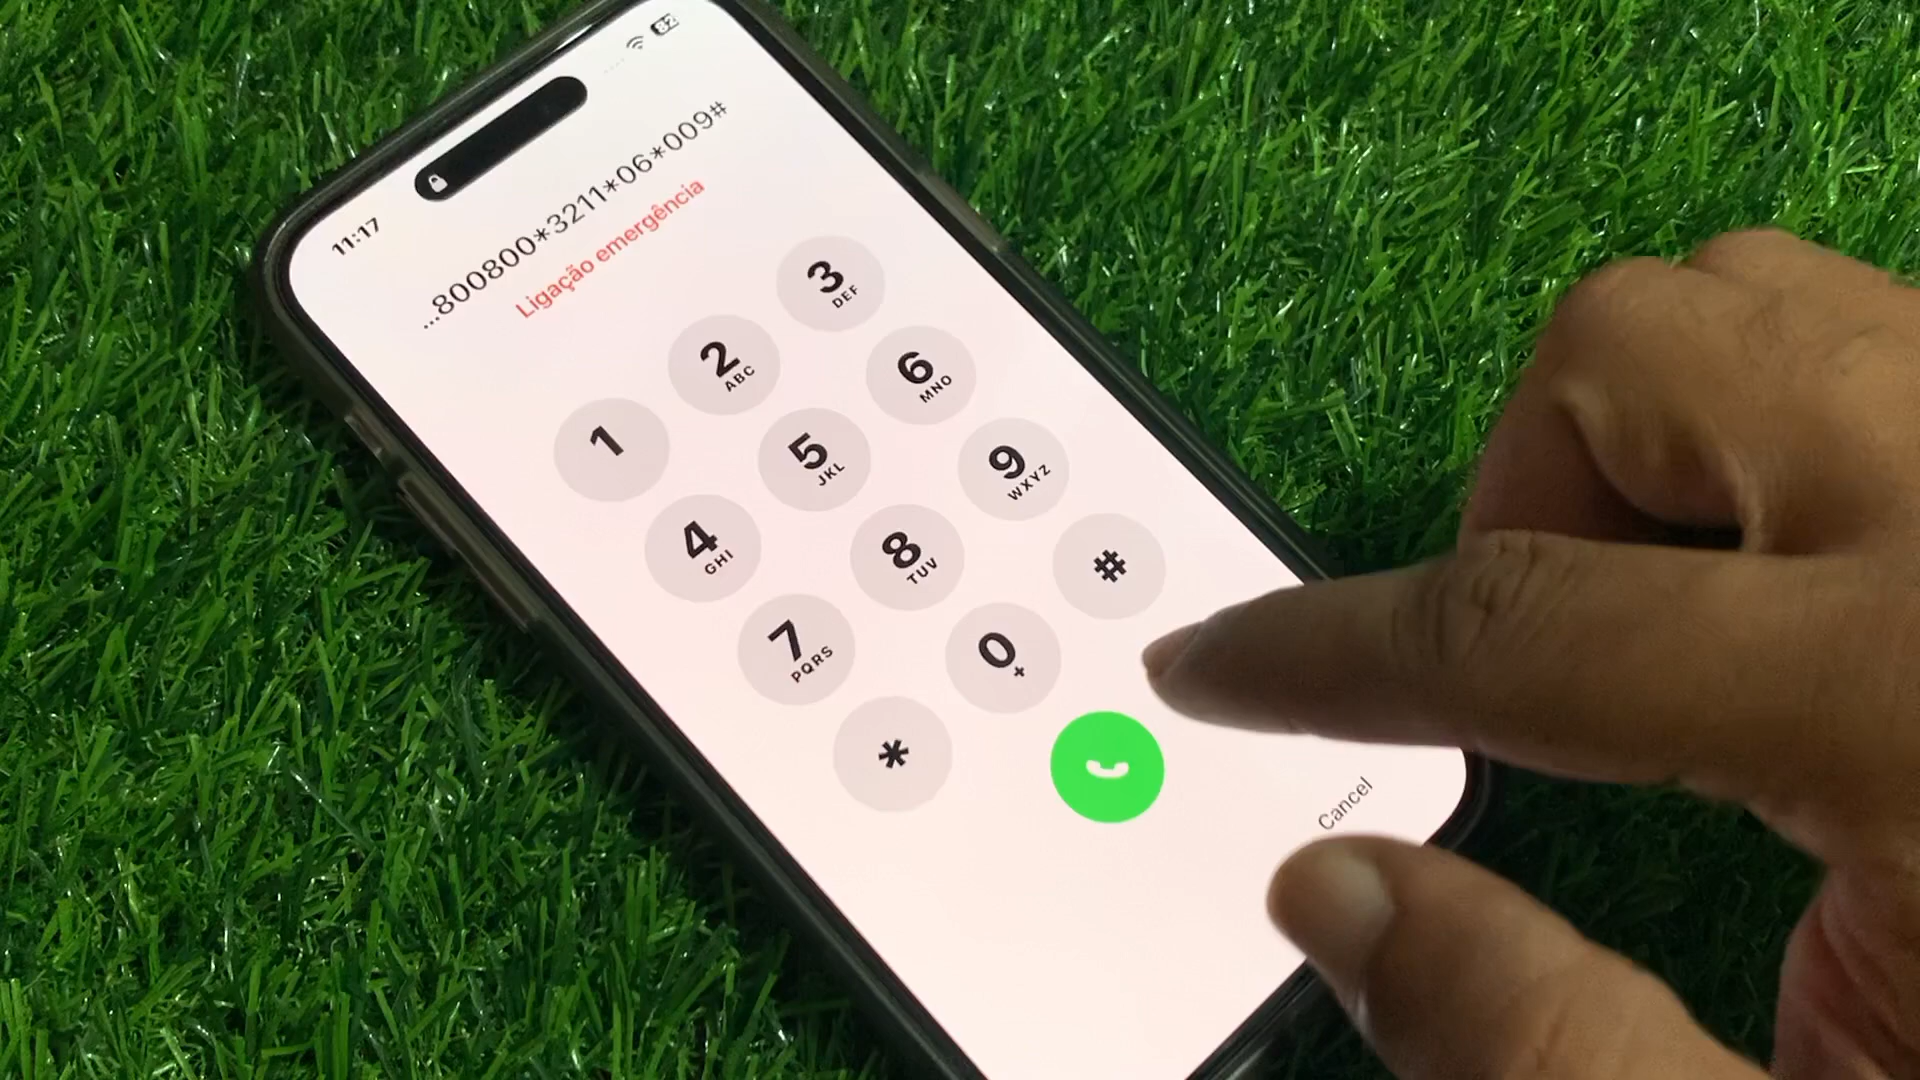 11:17
82
...800800*3211*06*009#
Ligação emergência
1
2 ABC
3 DEF
4 GHI
5 JKL
6 MNO
7 PQRS
8 TUV
9 WXYZ
*
0 +
#
Cancel